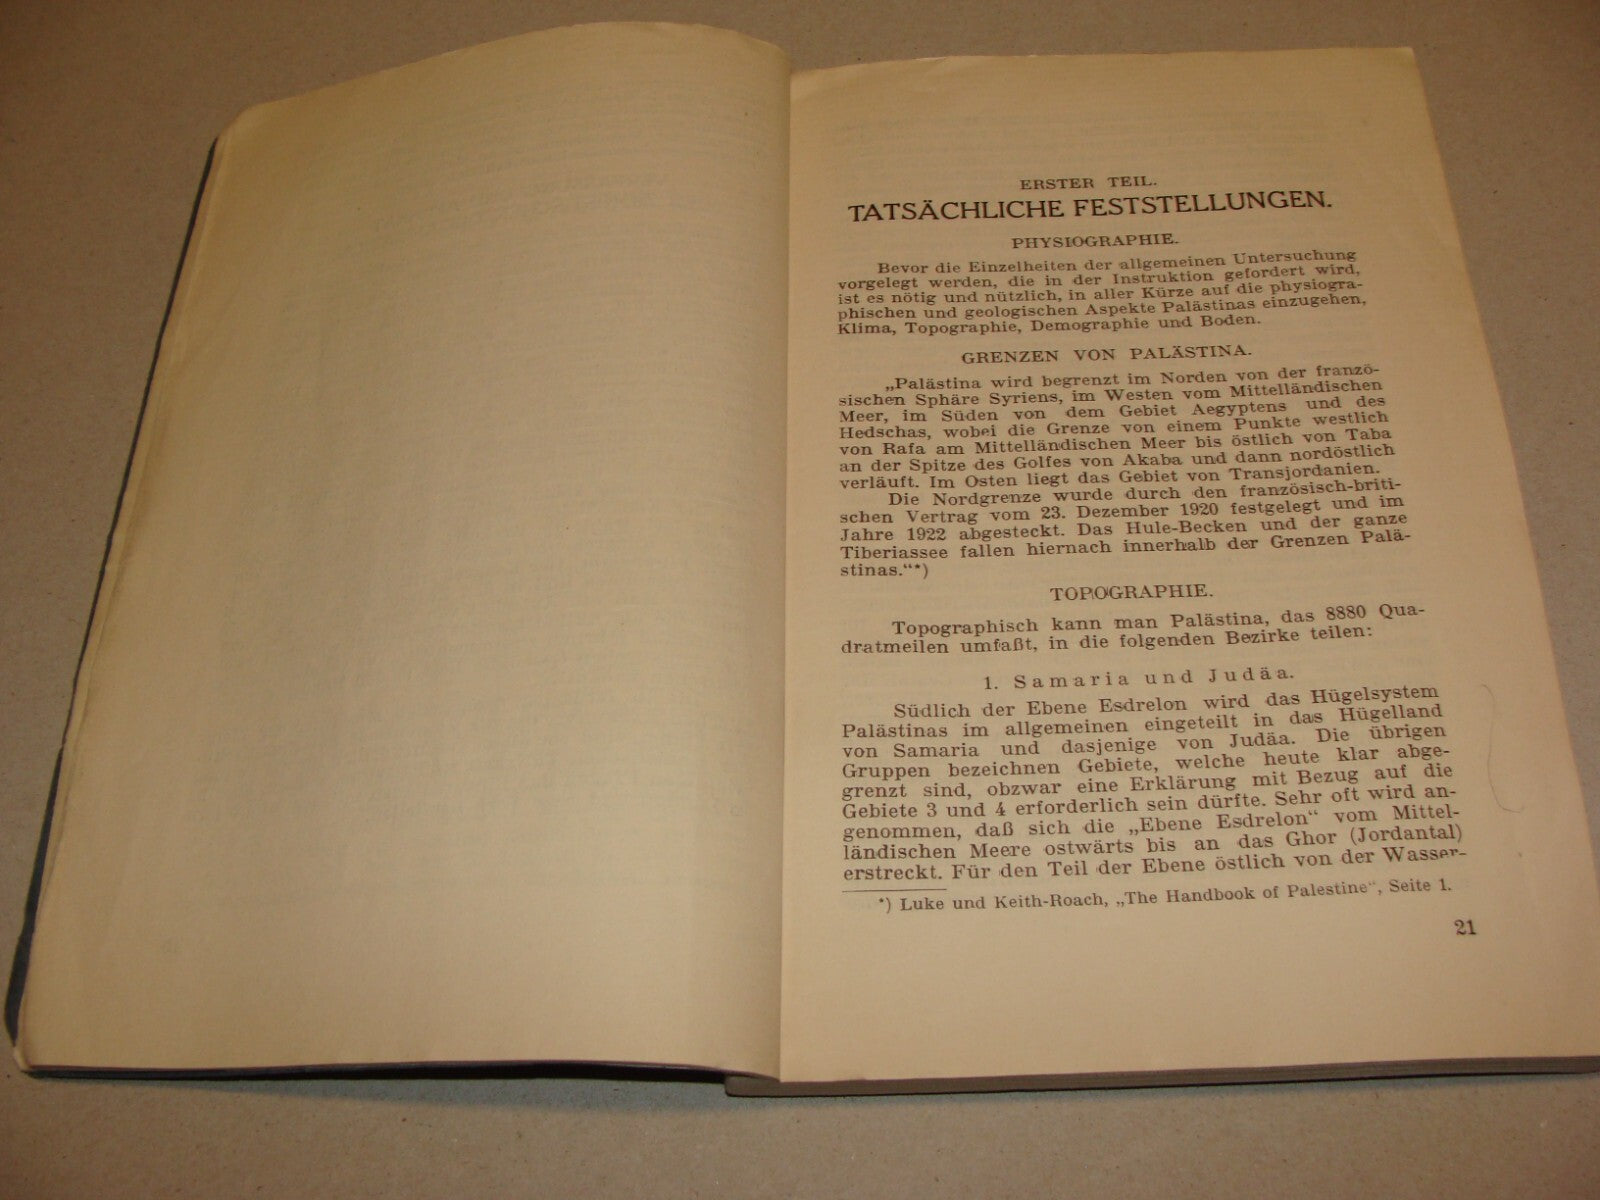 ERSTER TEIL.
TATSÄCHLICHE FESTSTELLUNGEN.
PHYSIOGRAPHIE.
Bevor die Einzelheiten der allgemeinen Untersuchung
vorgelegt werden, die in der Instruktion gefordert wird,
ist es nötig und nützlich, in aller Kürze auf die physiogra-
phischen und geologischen Aspekte Palästinas einzugehen,
Klima, Topographie, Demographie und Boden.
GRENZEN VON PALÄSTINA.
„Palästina wird begrenzt im Norden von der franzö-
sischen Sphäre Syriens, im Westen vom Mittelländischen
Meer, im Süden von dem Gebiet Aegyptens und des
Hedschas, wobei die Grenze von einem Punkte westlich
von Rafa am Mittelländischen Meer bis östlich von Taba
an der Spitze des Golfes von Akaba und dann nordöstlich
verläuft. Im Osten liegt das Gebiet von Transjordanien.
Die Nordgrenze wurde durch den französisch-briti-
schen Vertrag vom 23. Dezember 1920 festgelegt und im
Jahre 1922 abgesteckt. Das Hule-Becken und der ganze
Tiberiassee fallen hiernach innerhalb der Grenzen Palä-
stinas.“*)
TOPOGRAPHIE.
Topographisch kann man Palästina, das 8880 Qua-
dratmeilen umfaßt, in die folgenden Bezirke teilen:
1. Samaria und Judäa.
Südlich der Ebene Esdrelon wird das Hügelsystem
Palästinas im allgemeinen eingeteilt in das Hügelland
von Samaria und dasjenige von Judäa. Die übrigen
Gruppen bezeichnen Gebiete, welche heute klar abge-
grenzt sind, obzwar eine Erklärung mit Bezug auf die
Gebiete 3 und 4 erforderlich sein dürfte. Sehr oft wird an-
genommen, daß sich die „Ebene Esdrelon“ vom Mittel-
ländischen Meere ostwärts bis an das Ghor (Jordantal)
erstreckt. Für den Teil der Ebene östlich von der Wasser-
*) Luke und Keith-Roach, „The Handbook of Palestine“, Seite 1.
21